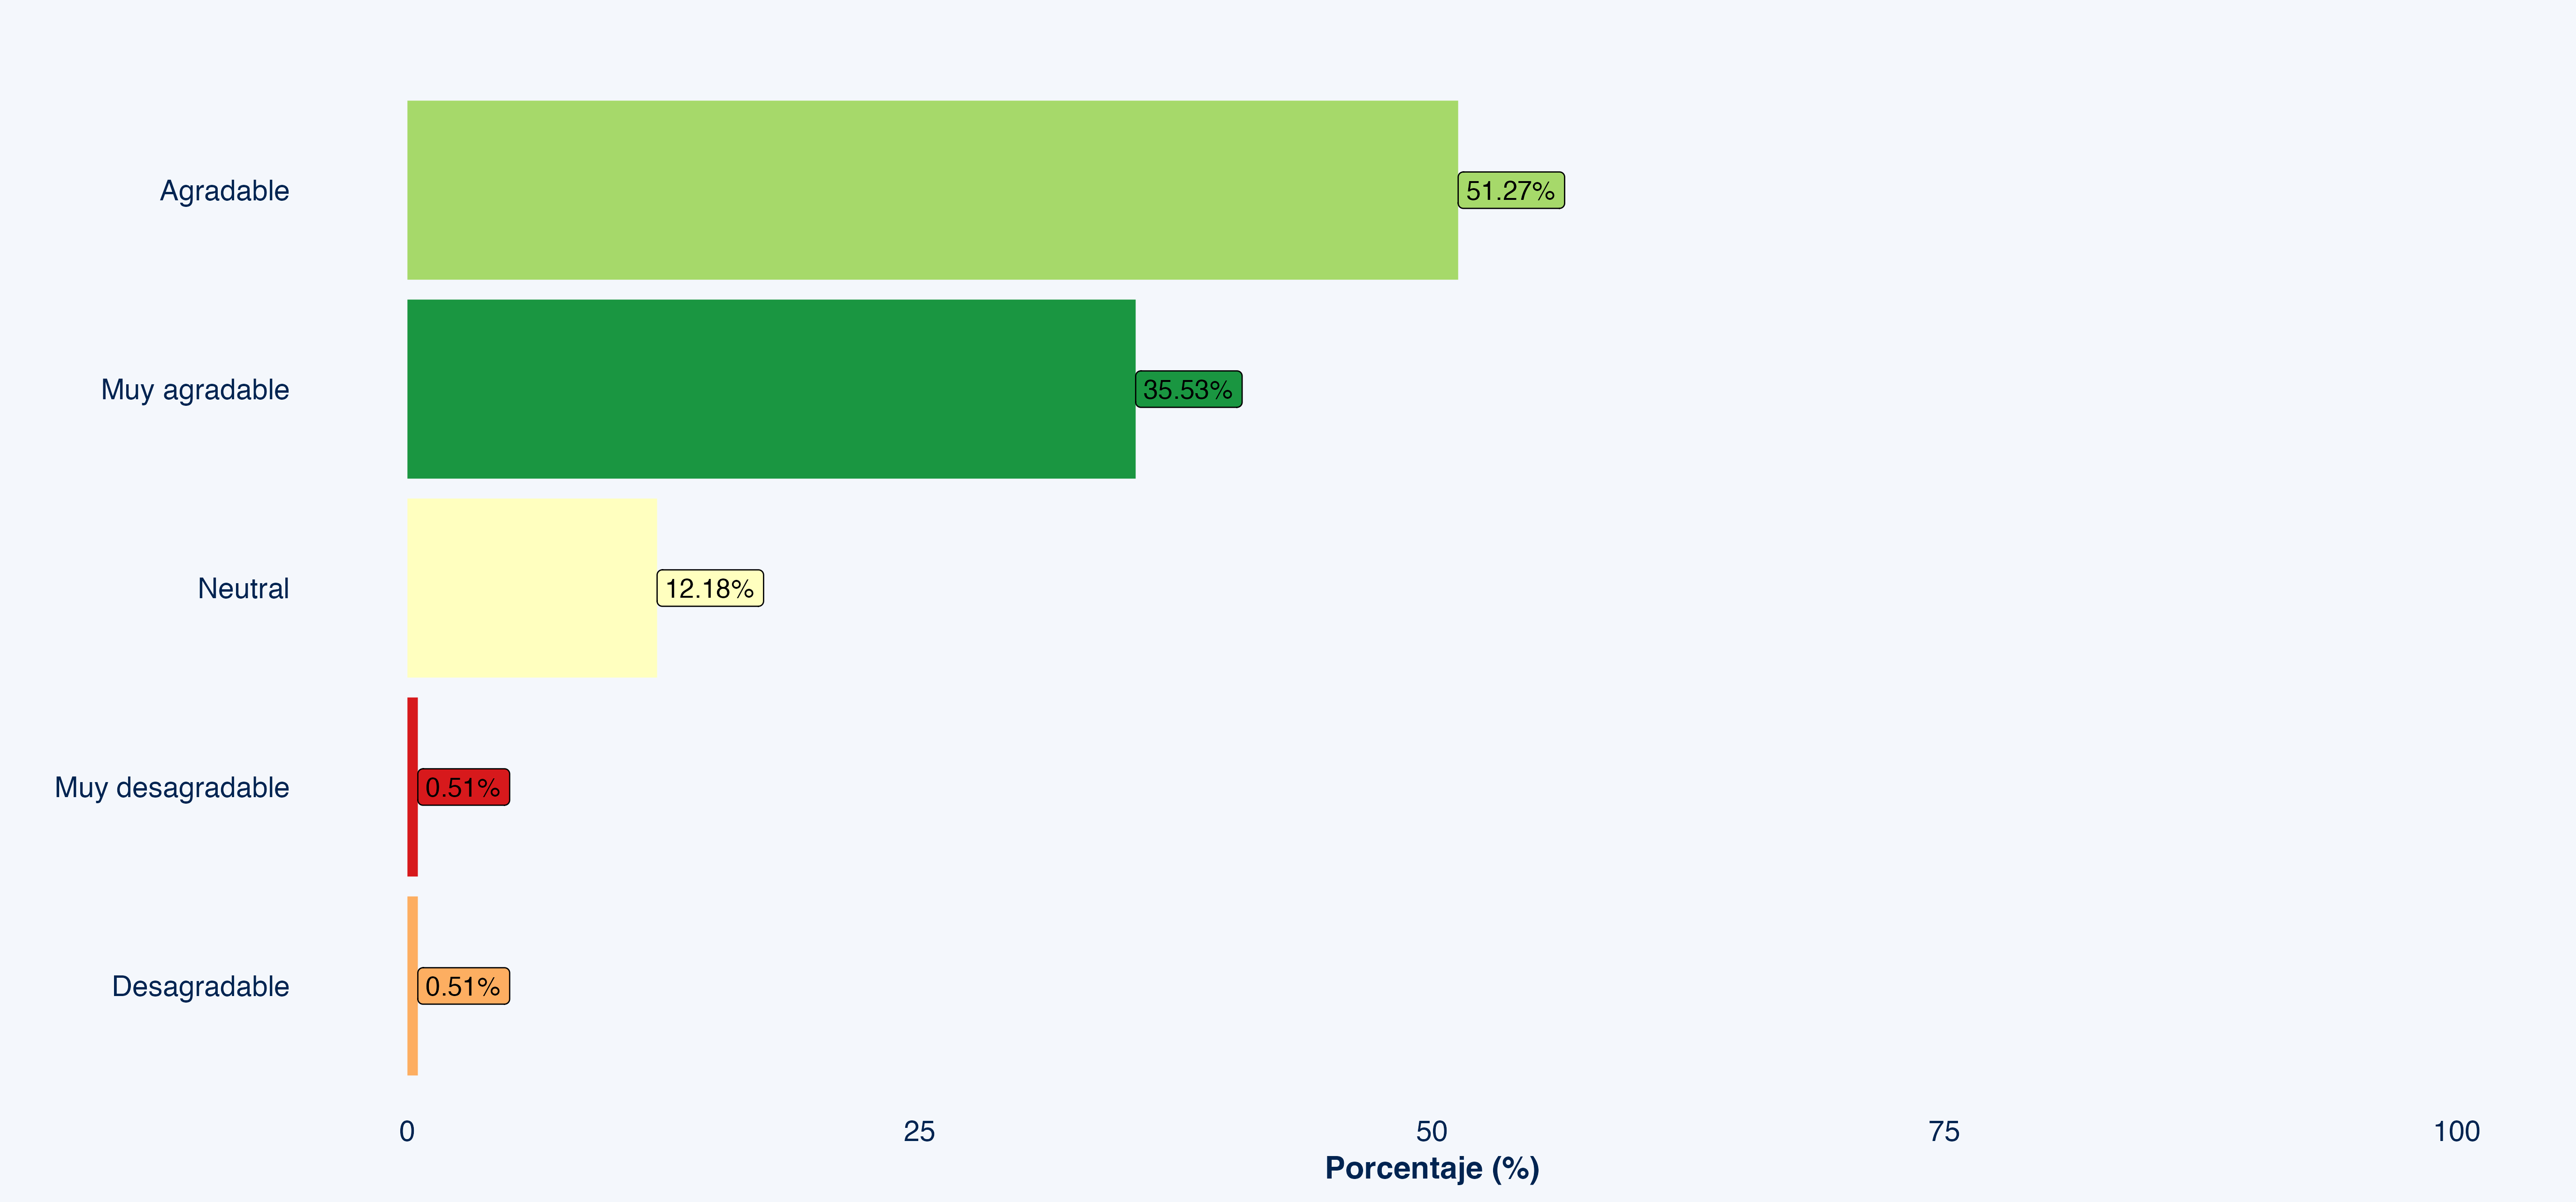 Agradable
51.27%
Muy agradable
35.53%
Neutral
12.18%
Muy desagradable
0.51%
Desagradable
0.51%
0 25 50 75 100
Porcentaje (%)